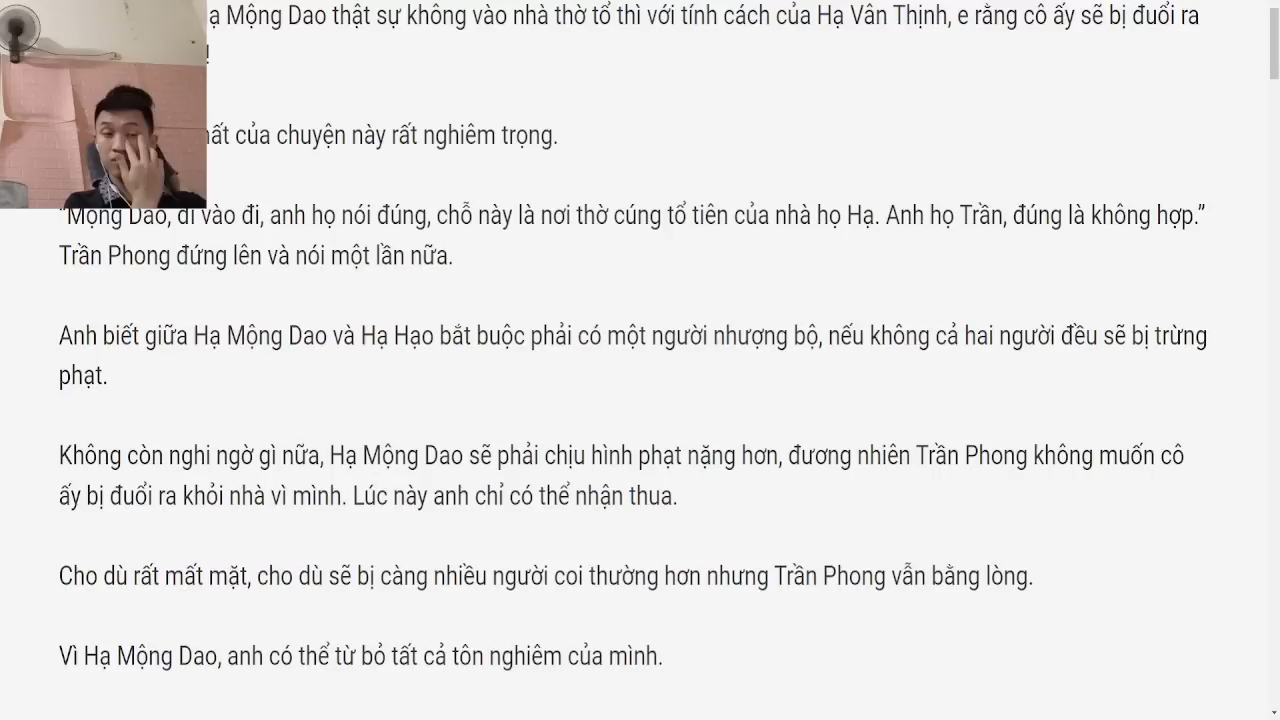 Mộng Dao thật sự không vào nhà thờ tổ thì với tính cách của Hạ Vân Thịnh, e rằng cô ấy sẽ bị đuổi ra
của chuyện này rất nghiêm trọng.
“Mộng Dao, đi vào đi, anh họ nói đúng, chỗ này là nơi thờ cúng tổ tiên của nhà họ Hạ. Anh họ Trần, đúng là không hợp.”
Trần Phong đứng lên và nói một lần nữa.
Anh biết giữa Hạ Mộng Dao và Hạ Hạo bắt buộc phải có một người nhượng bộ, nếu không cả hai người đều sẽ bị trừng
phạt.
Không còn nghi ngờ gì nữa, Hạ Mộng Dao sẽ phải chịu hình phạt nặng hơn, đương nhiên Trần Phong không muốn cô
ấy bị đuổi ra khỏi nhà vì mình. Lúc này anh chỉ có thể nhận thua.
Cho dù rất mất mặt, cho dù sẽ bị càng nhiều người coi thường hơn nhưng Trần Phong vẫn bằng lòng.
Vì Hạ Mộng Dao, anh có thể từ bỏ tất cả tôn nghiêm của mình.